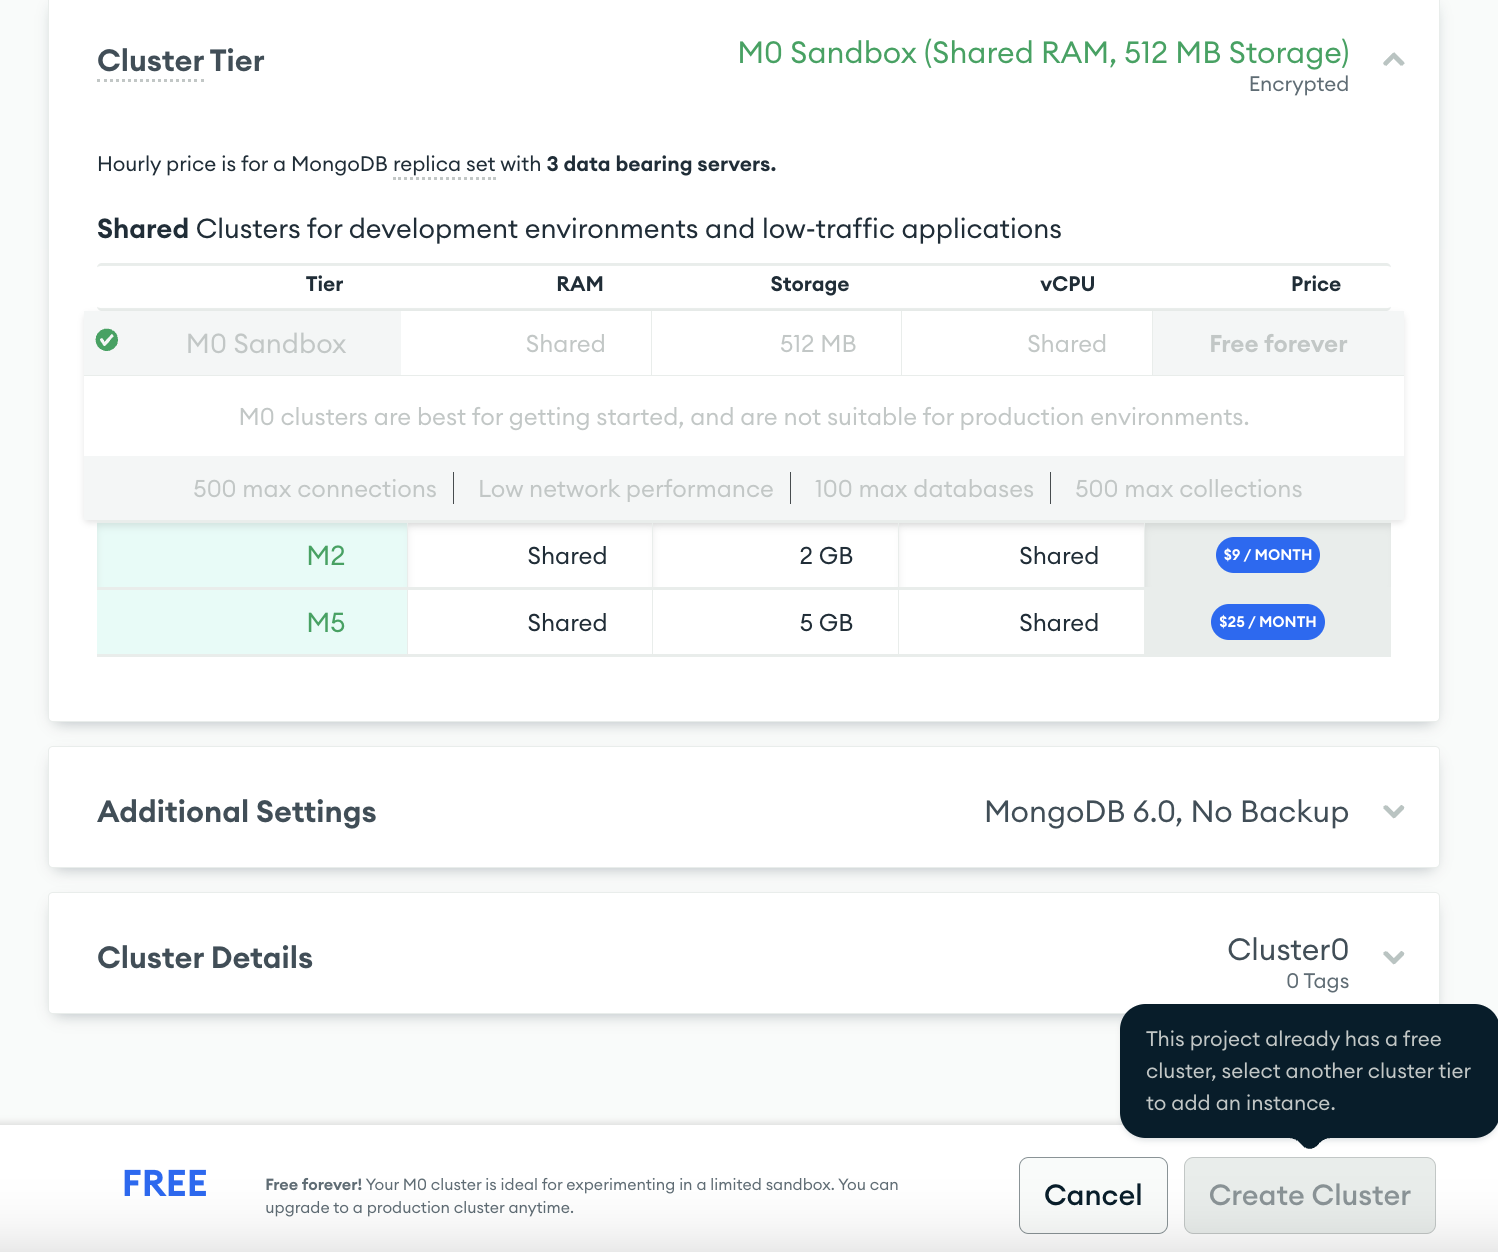 Cluster Tier
M0 Sandbox (Shared RAM, 512 MB Storage)
Encrypted
Hourly price is for a MongoDB replica set with 3 data bearing servers.
Shared Clusters for development environments and low-traffic applications
Tier RAM Storage vCPU Price
M0 Sandbox Shared 512 MB Shared Free forever
M0 clusters are best for getting started, and are not suitable for production environments.
500 max connections Low network performance 100 max databases 500 max collections
M2 Shared 2 GB Shared $9 / MONTH
M5 Shared 5 GB Shared $25 / MONTH
Additional Settings MongoDB 6.0, No Backup
Cluster Details Cluster0
0 Tags
This project already has a free
cluster, select another cluster tier
to add an instance.
FREE
Free forever! Your M0 cluster is ideal for experimenting in a limited sandbox. You can
upgrade to a production cluster anytime.
Cancel Create Cluster